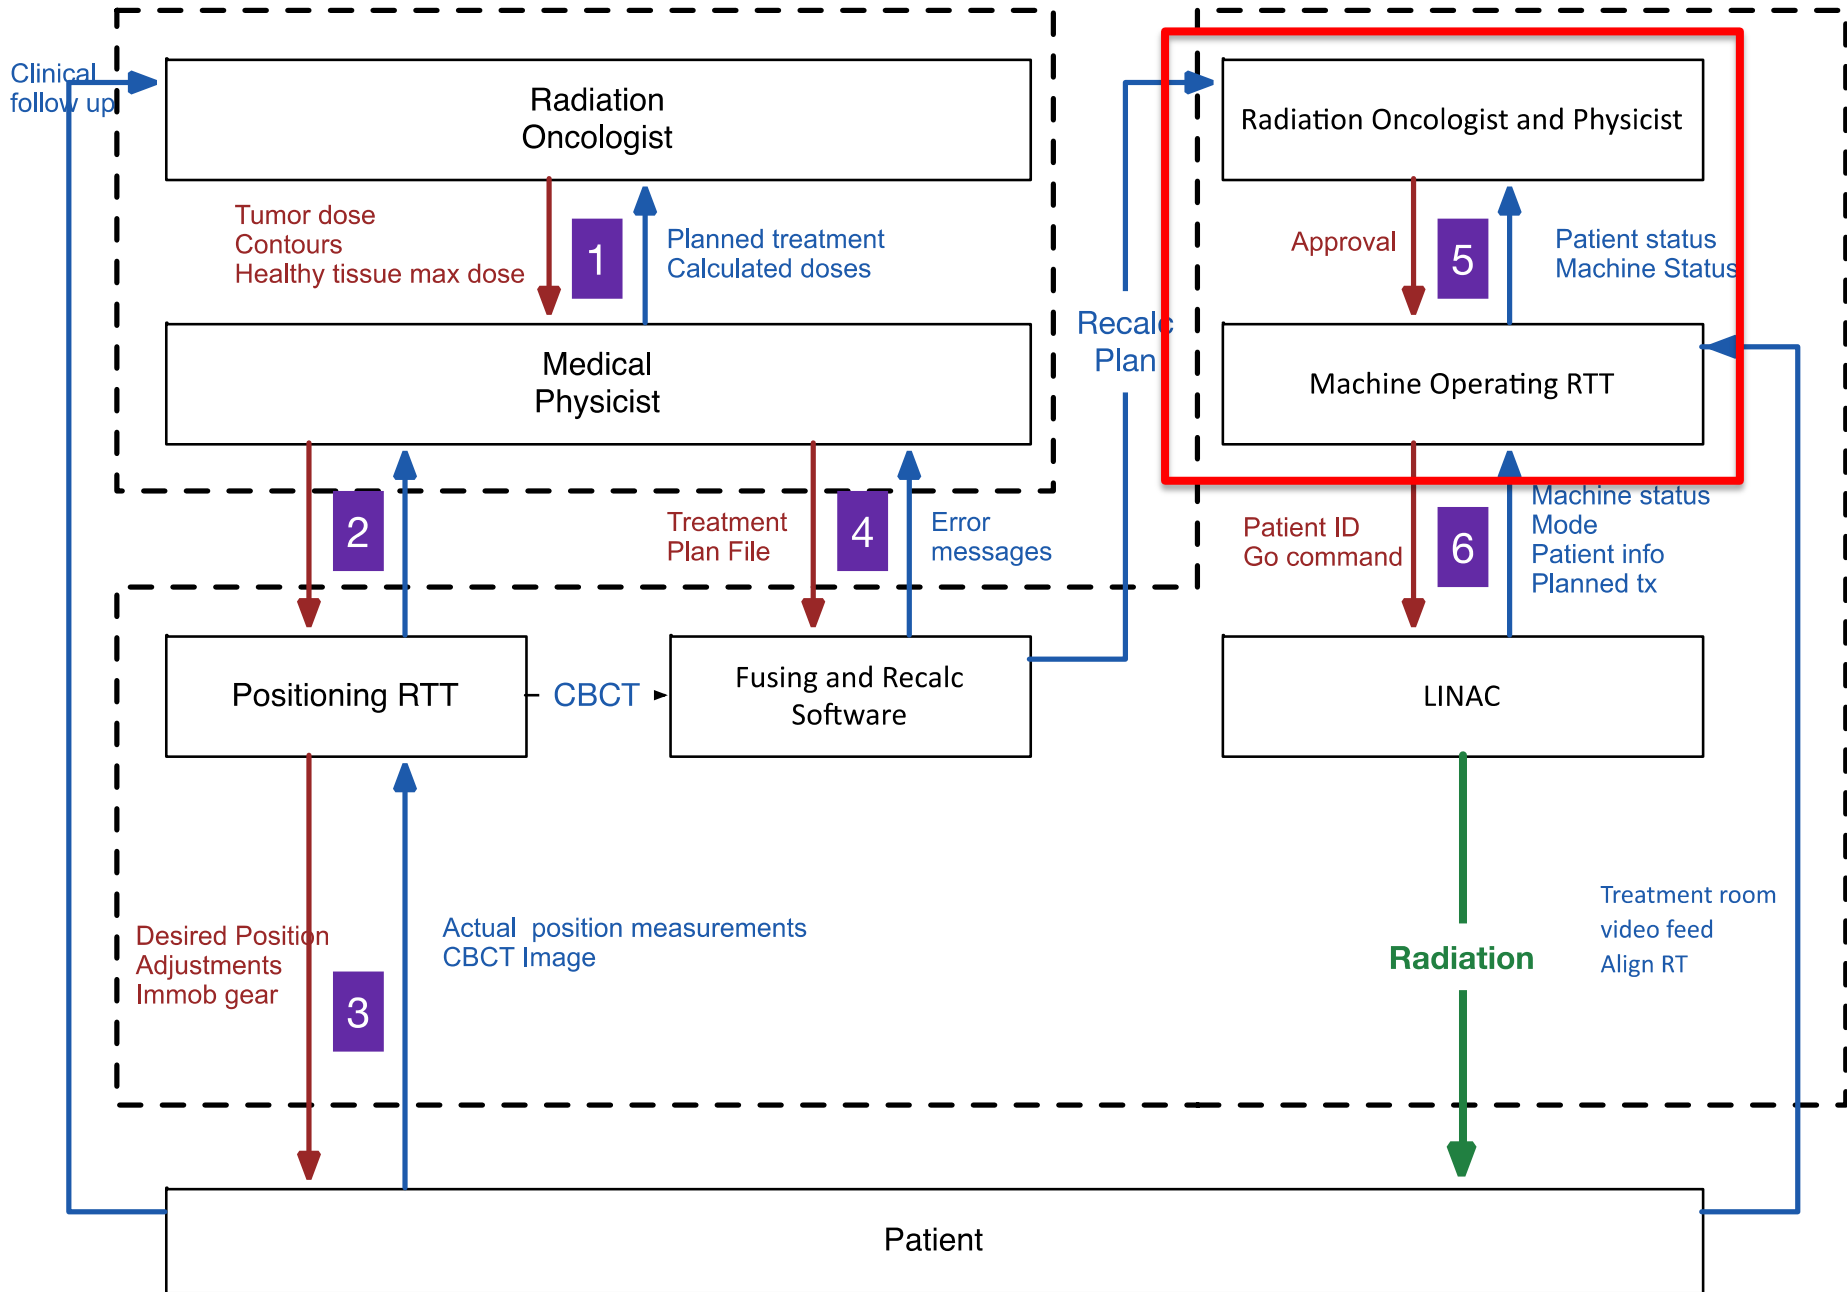 Clinical
follow up
Radiation
Oncologist
Radiation Oncologist and Physicist
Tumor dose
Contours
Healthy tissue max dose
1
Planned treatment
Calculated doses
Approval
5
Patient status
Machine Status
Recalc
Plan
Medical
Physicist
Machine Operating RTT
2
Treatment
Plan File
4
Error
messages
Patient ID
Go command
6
Machine status
Mode
Patient info
Planned tx
Positioning RTT
CBCT
Fusing and Recalc
Software
LINAC
Desired Position
Adjustments
Immob gear
3
Actual position measurements
CBCT Image
Radiation
Treatment room
video feed
Align RT
Patient